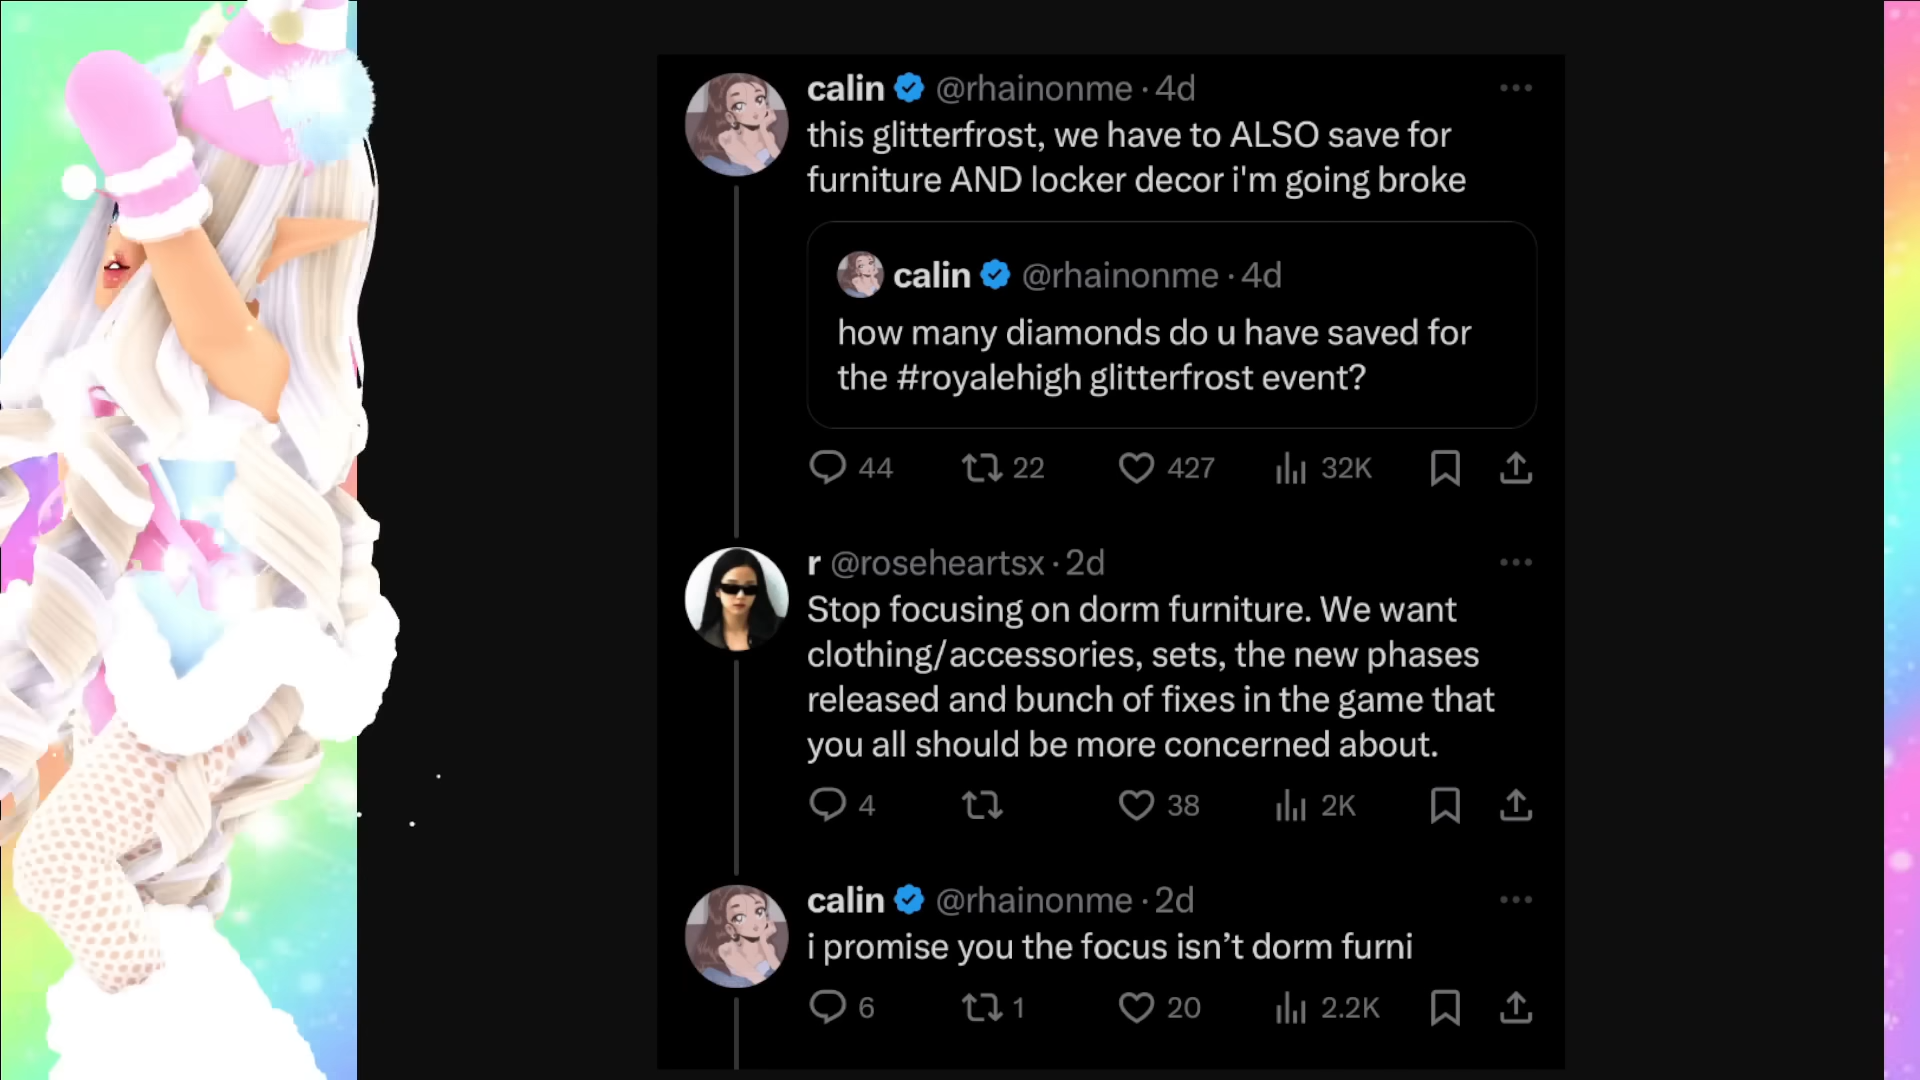 calin @rhainonme · 4d
this glitterfrost, we have to ALSO save for
furniture AND locker decor i'm going broke
calin @rhainonme · 4d
how many diamonds do u have saved for
the #royalehigh glitterfrost event?
44 22 427 32K
r @roseheartsx · 2d
Stop focusing on dorm furniture. We want
clothing/accessories, sets, the new phases
released and bunch of fixes in the game that
you all should be more concerned about.
4 38 2K
calin @rhainonme · 2d
i promise you the focus isn’t dorm furni
6 1 20 2.2K